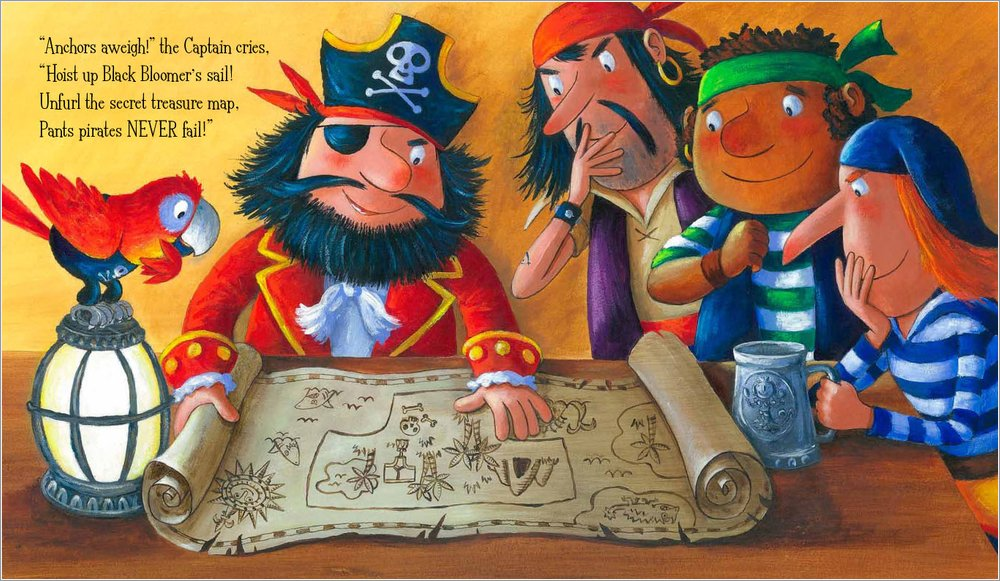 “Anchors aweigh!” the Captain cries,
“Hoist up Black Bloomer’s sail!
Unfurl the secret treasure map,
Pants pirates NEVER fail!”